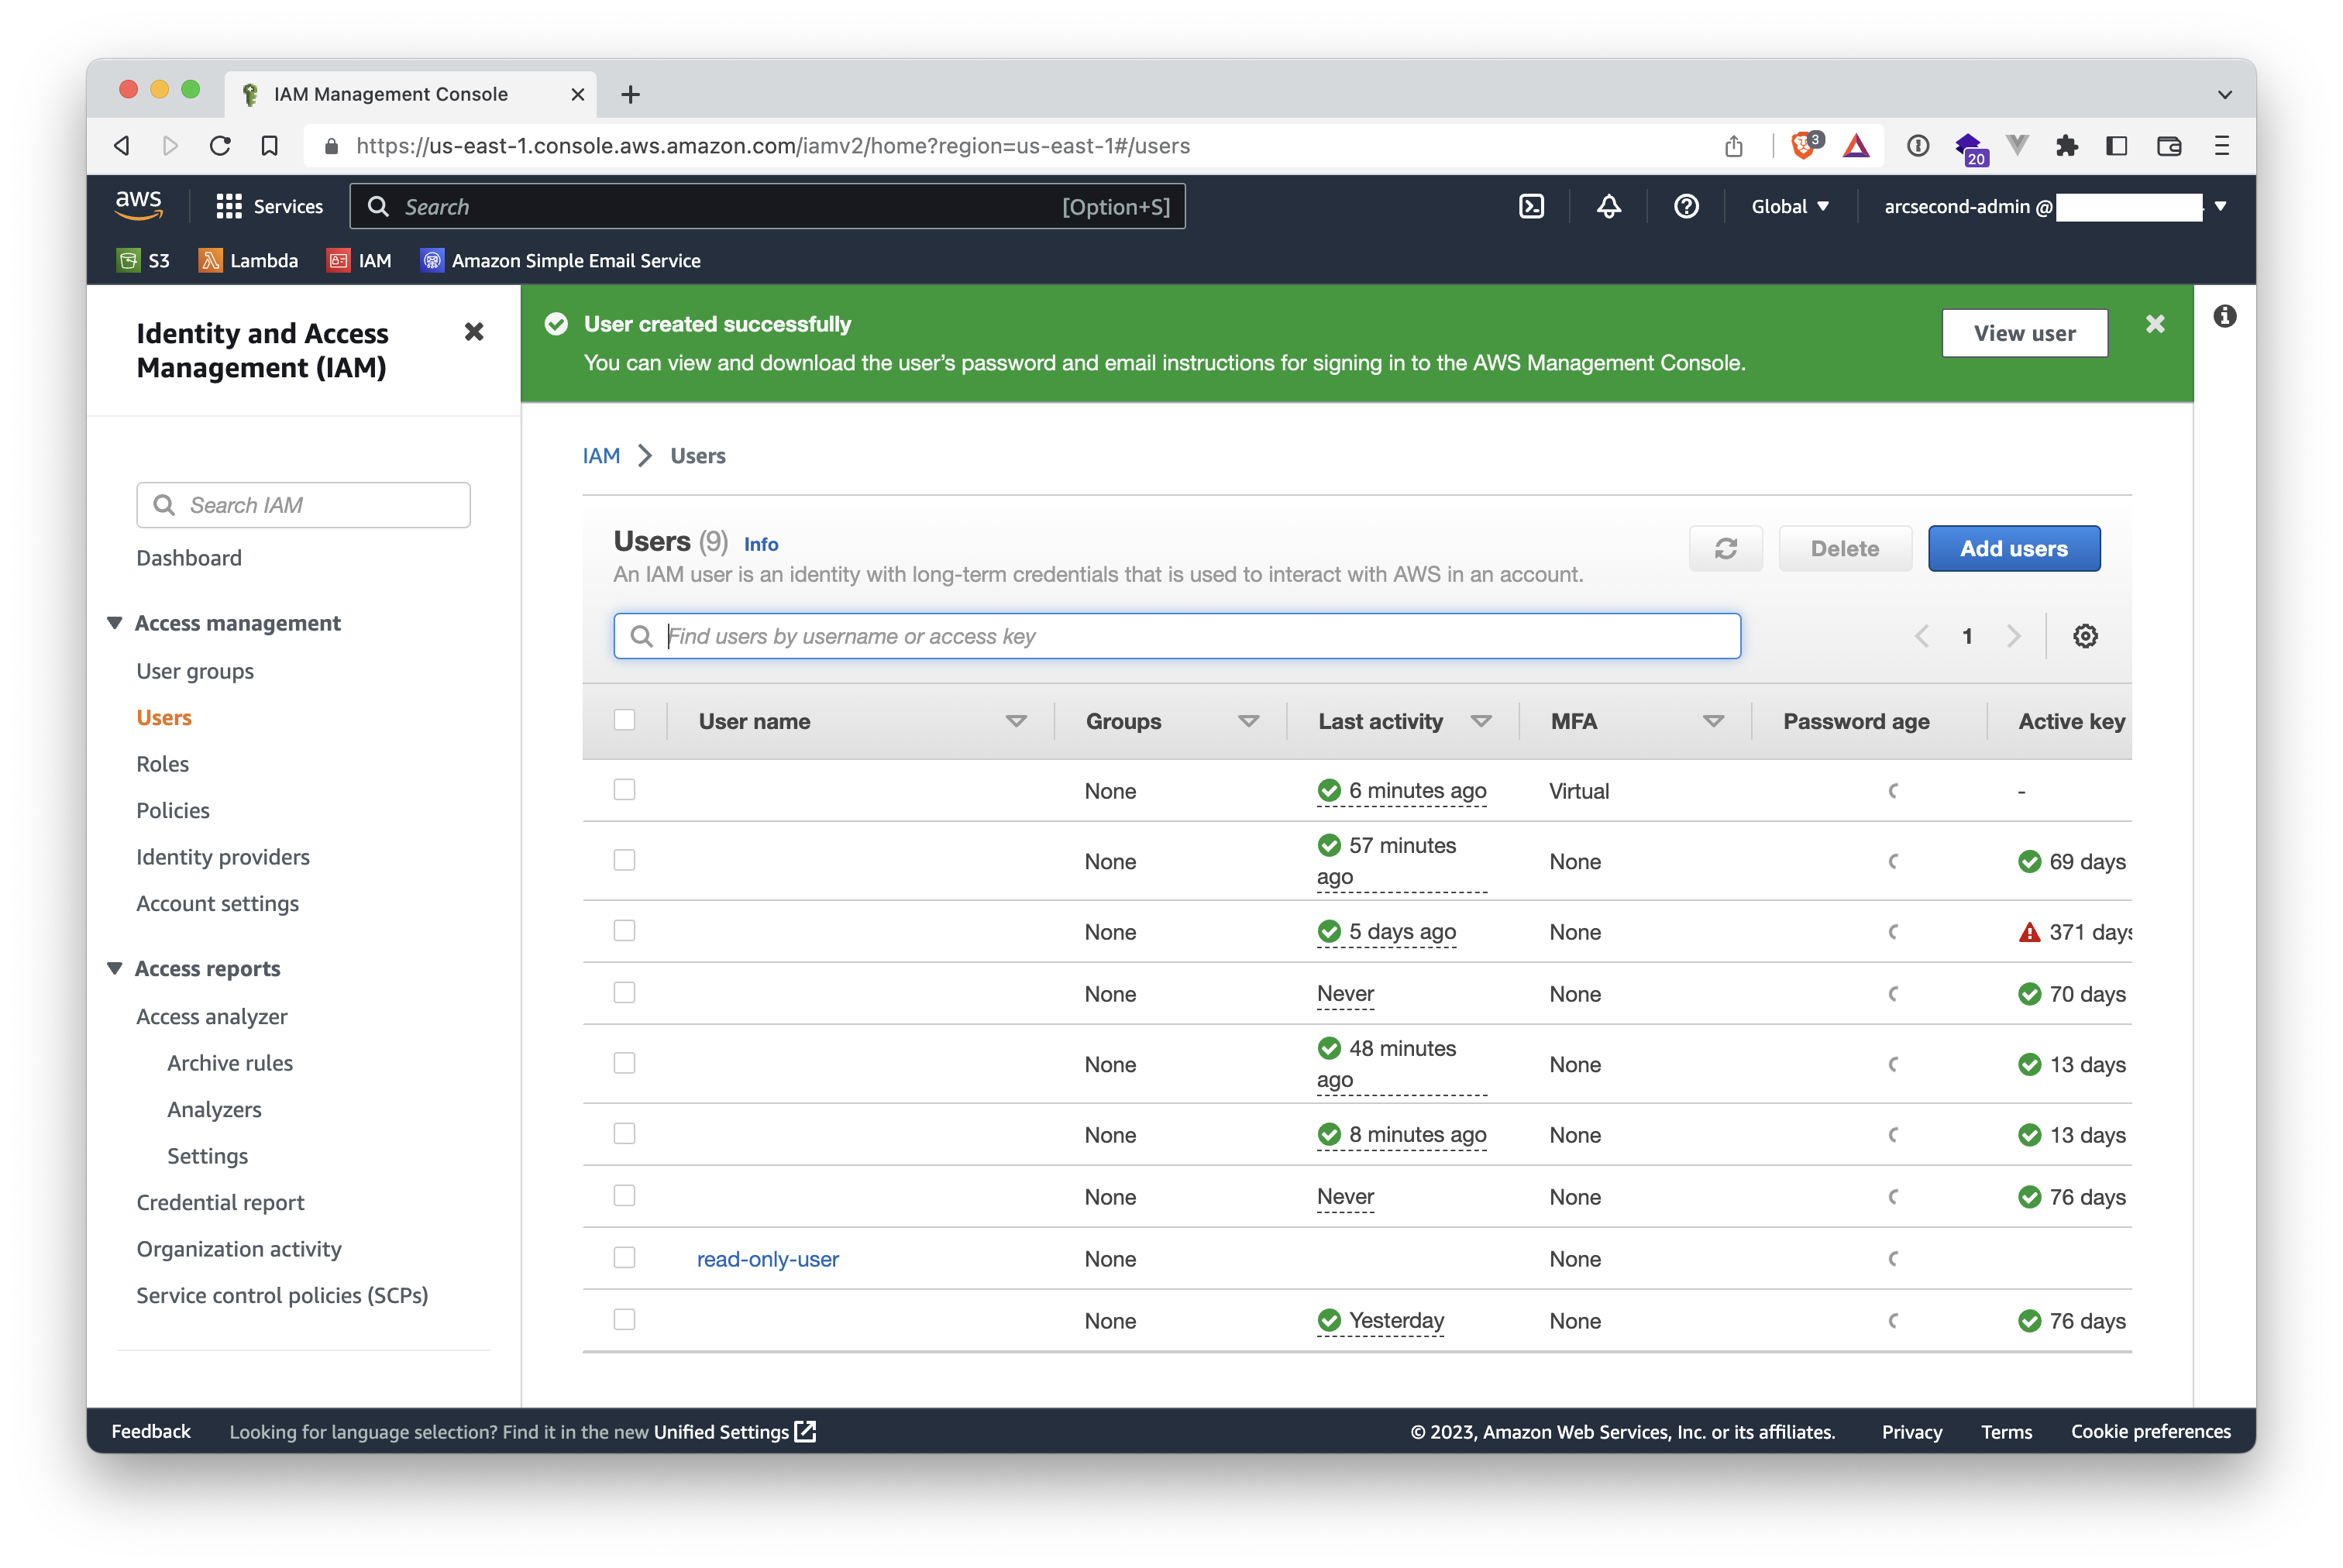 IAM Management Console
https://us-east-1.console.aws.amazon.com/iamv2/home?region=us-east-1#/users
3
20
aws
Services
Search
[Option+S]
Global
arcsecond-admin @
S3
Lambda
IAM
Amazon Simple Email Service
Identity and Access
Management (IAM)
Search IAM
Dashboard
Access management
User groups
Users
Roles
Policies
Identity providers
Account settings
Access reports
Access analyzer
Archive rules
Analyzers
Settings
Credential report
Organization activity
Service control policies (SCPs)
User created successfully
You can view and download the user's password and email instructions for signing in to the AWS Management Console.
View user
IAM > Users
Users (9) Info
An IAM user is an identity with long-term credentials that is used to interact with AWS in an account.
Delete
Add users
Find users by username or access key
1
User name Groups Last activity MFA Password age Active key
None 6 minutes ago Virtual -
None 57 minutes ago None 69 days
None 5 days ago None 371 days
None Never None 70 days
None 48 minutes ago None 13 days
None 8 minutes ago None 13 days
None Never None 76 days
read-only-user None None
None Yesterday None 76 days
Feedback
Looking for language selection? Find it in the new Unified Settings
© 2023, Amazon Web Services, Inc. or its affiliates.
Privacy
Terms
Cookie preferences